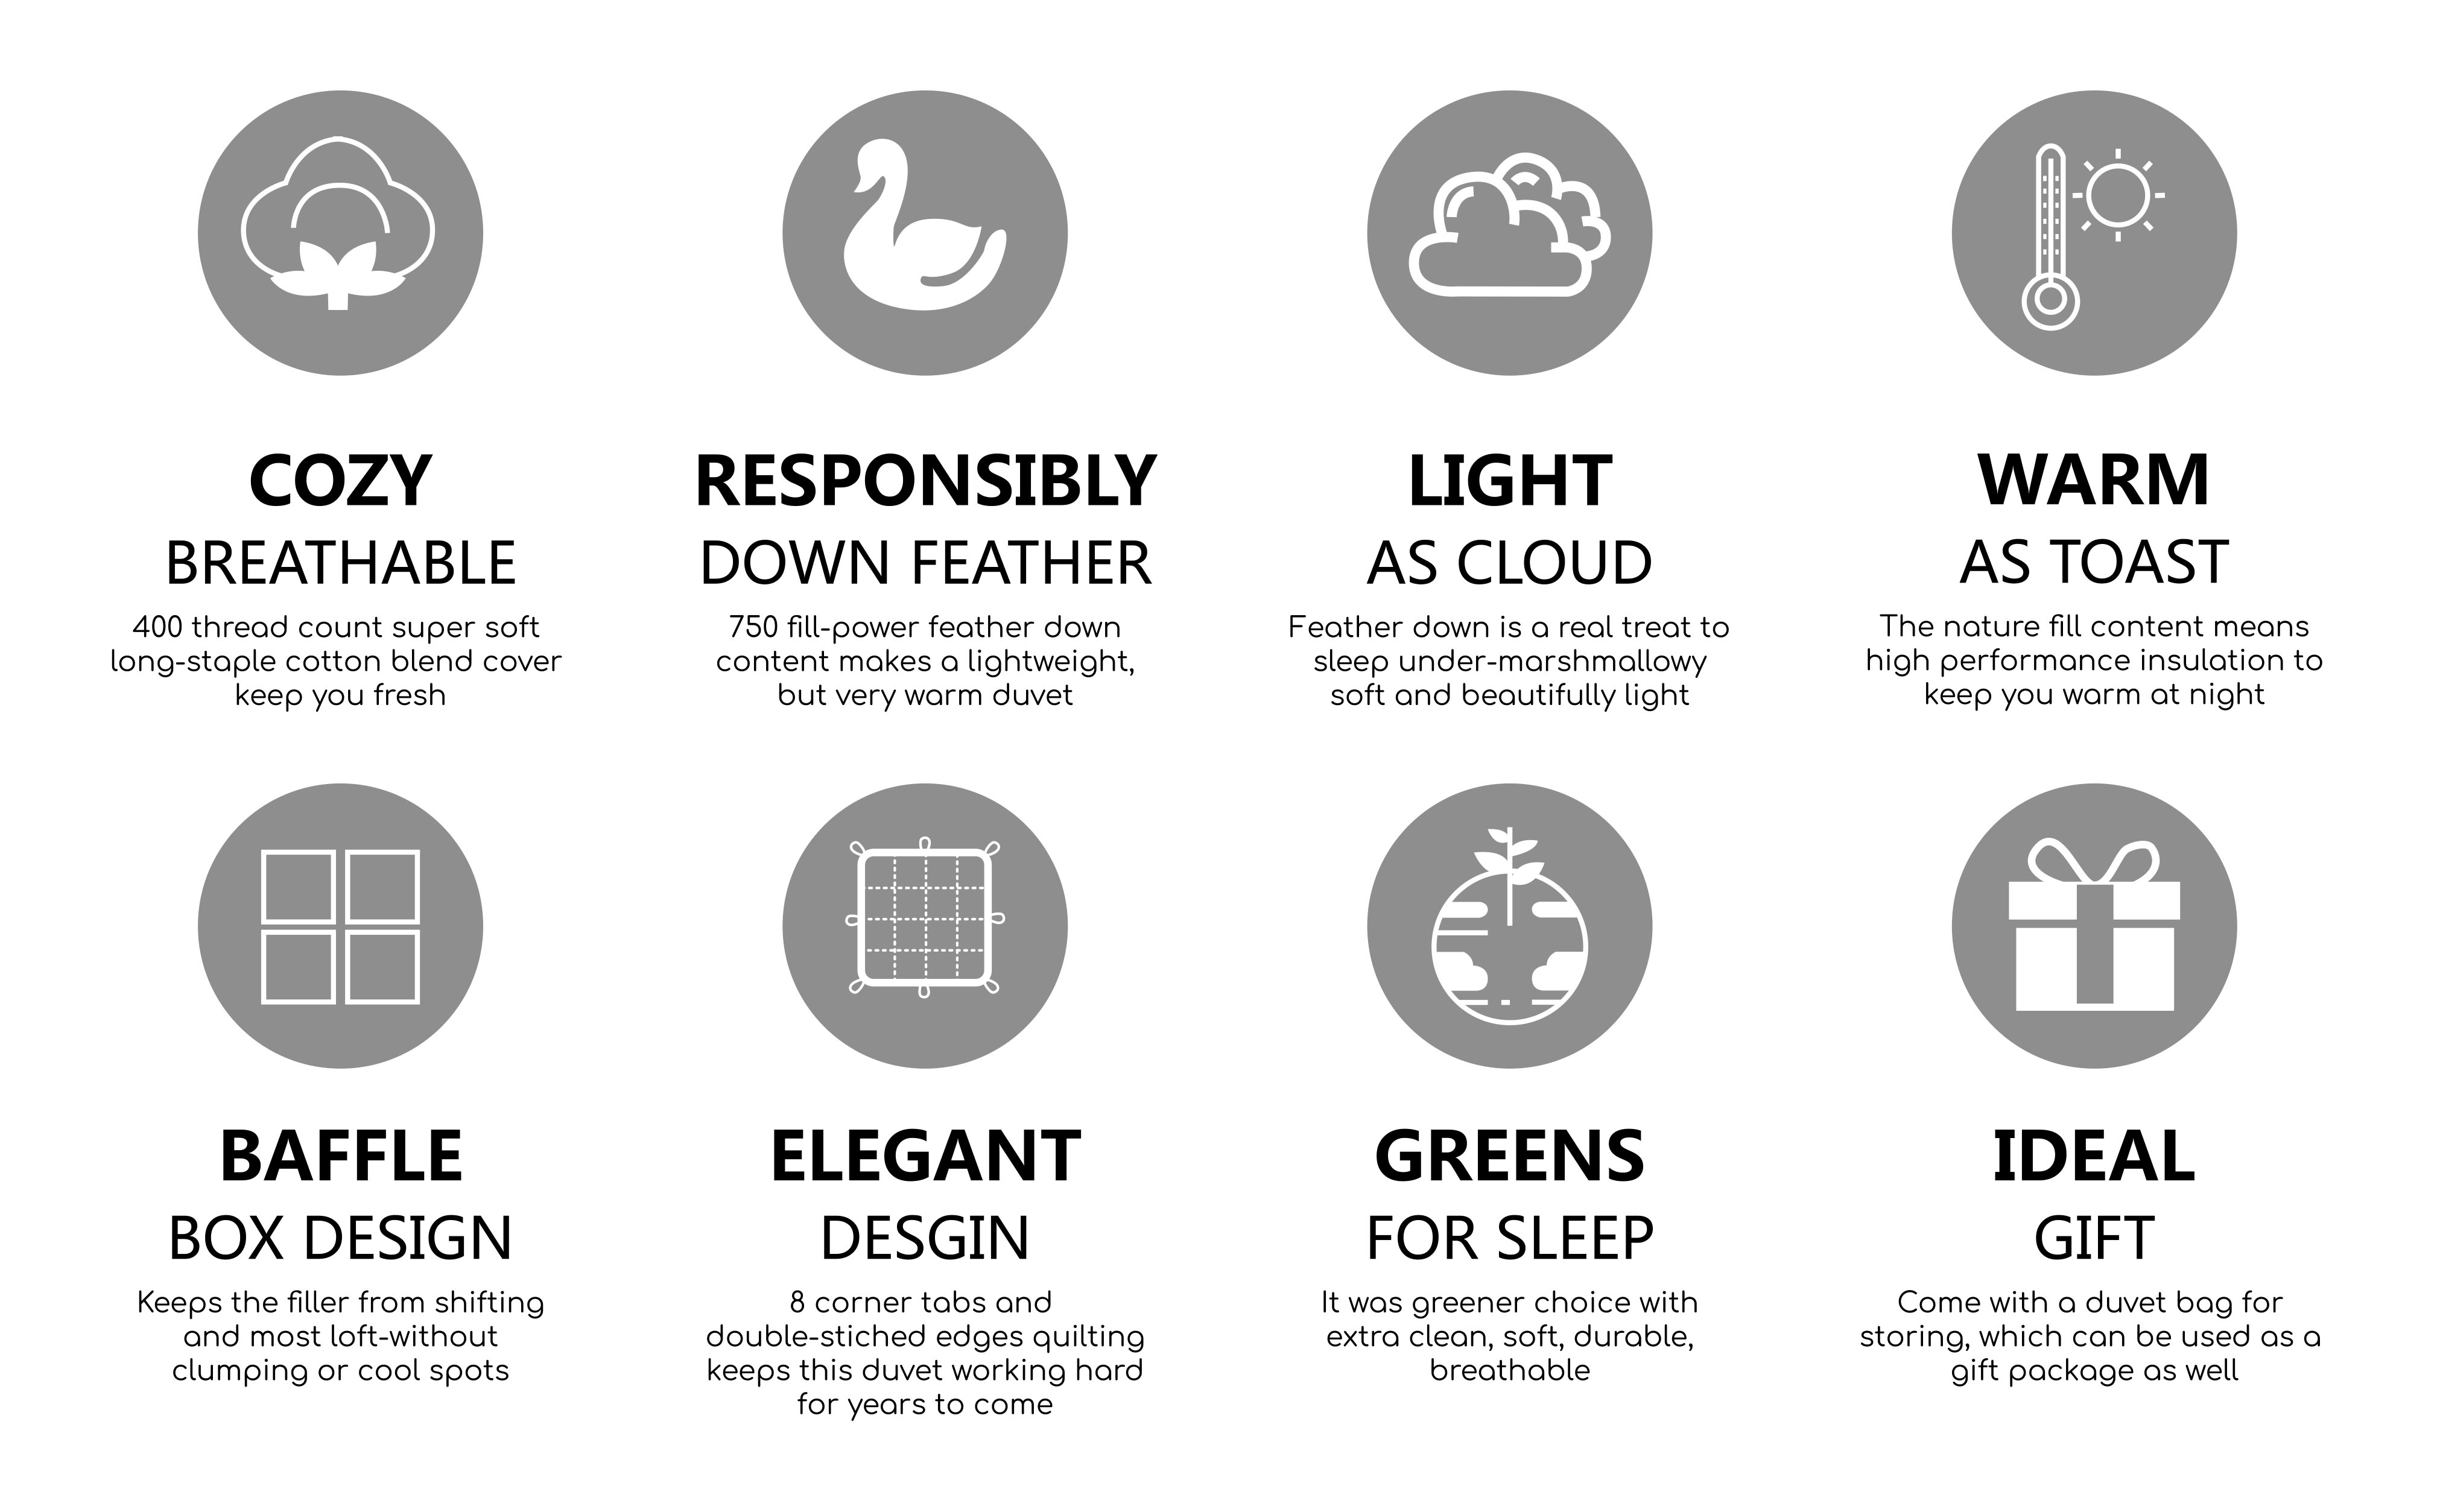 COZY
BREATHABLE
400 thread count super soft
long-staple cotton blend cover
keep you fresh
RESPONSIBLY
DOWN FEATHER
750 fill-power feather down
content makes a lightweight,
but very warm duvet
LIGHT
AS CLOUD
Feather down is a real treat to
sleep under-marshmallowy
soft and beautifully light
WARM
AS TOAST
The nature fill content means
high performance insulation to
keep you warm at night
BAFFLE
BOX DESIGN
Keeps the filler from shifting
and most loft-without
clumping or cool spots
ELEGANT
DESGIN
8 corner tabs and
double-stiched edges quilting
keeps this duvet working hard
for years to come
GREENS
FOR SLEEP
It was greener choice with
extra clean, soft, durable,
breathable
IDEAL
GIFT
Come with a duvet bag for
storing, which can be used as a
gift package as well